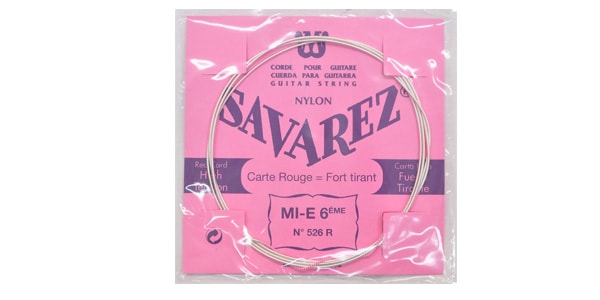 CORDE POUR GUITARE
CUERDA PARA GUITARRA
GUITAR STRING
NYLON
SAVAREZ®
Carte Rouge = Fort tirant
MI-E 6ÈME
N° 526 R